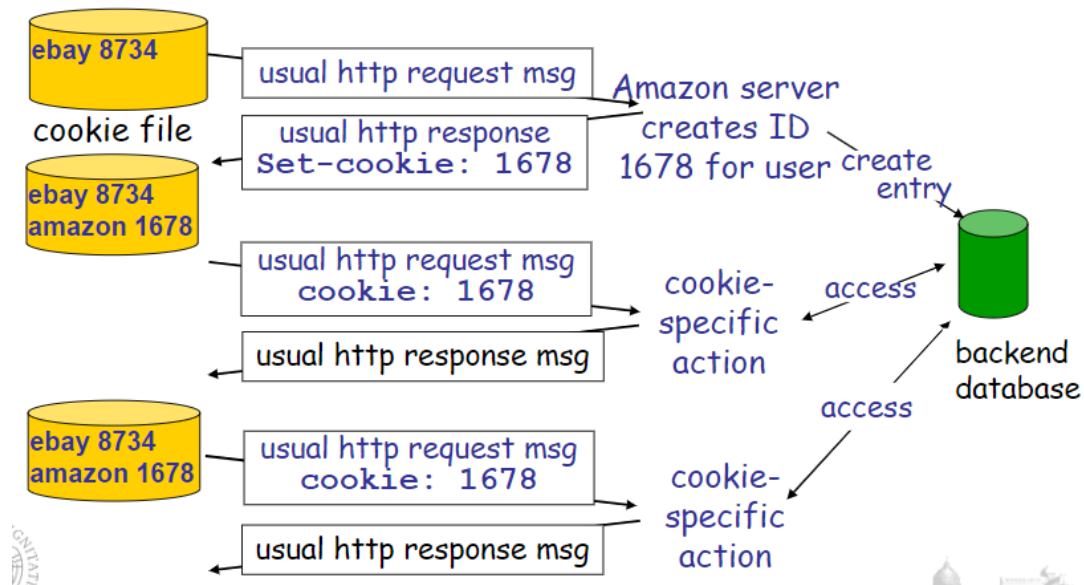 ebay 8734
usual http request msg
Amazon server
creates ID
1678 for user
cookie file
usual http response
Set-cookie: 1678
create
entry
ebay 8734
amazon 1678
usual http request msg
cookie: 1678
cookie-
specific
action
access
usual http response msg
backend
database
access
ebay 8734
amazon 1678
usual http request msg
cookie: 1678
cookie-
specific
action
usual http response msg